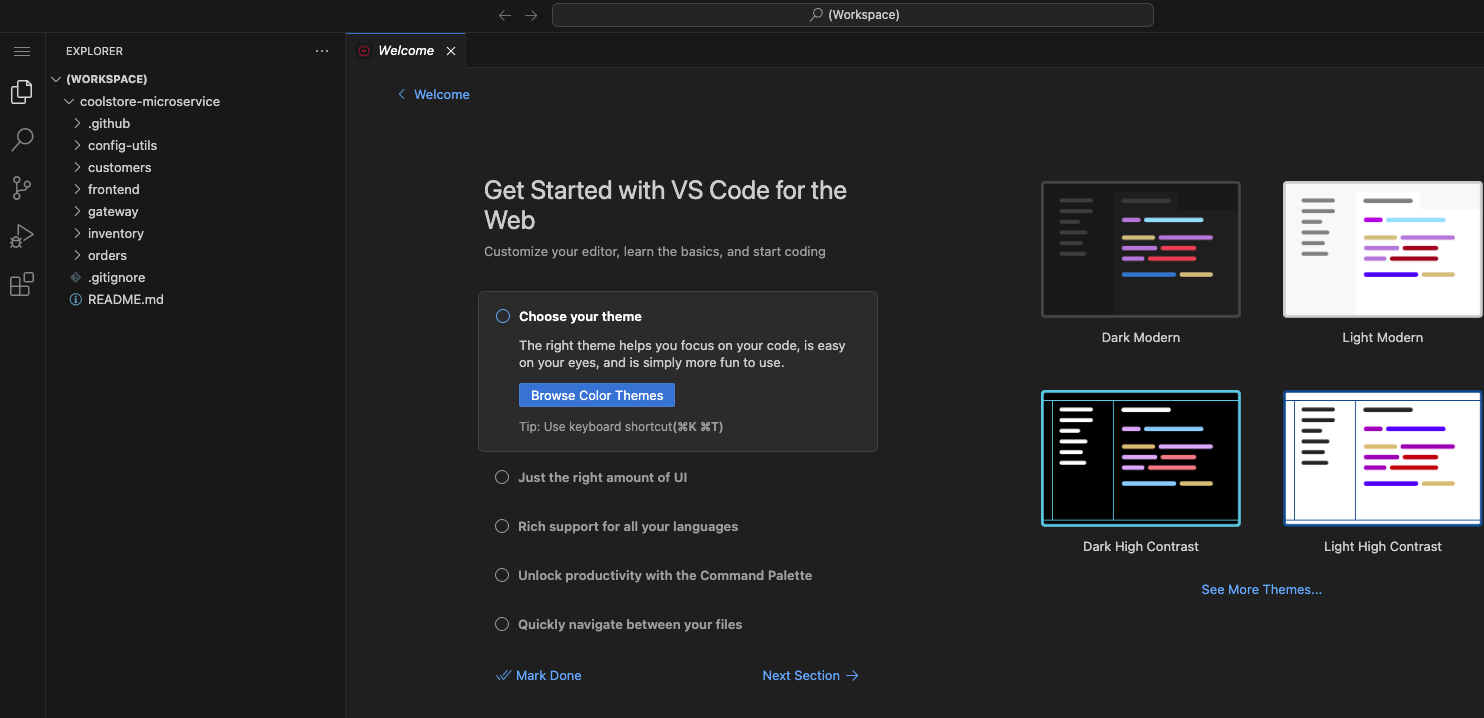 (Workspace)
EXPLORER
(WORKSPACE)
coolstore-microservice
.github
config-utils
customers
frontend
gateway
inventory
orders
.gitignore
README.md
Welcome
Welcome
Get Started with VS Code for the
Web
Customize your editor, learn the basics, and start coding
Choose your theme
The right theme helps you focus on your code, is easy
on your eyes, and is simply more fun to use.
Browse Color Themes
Tip: Use keyboard shortcut(⌘K ⌘T)
Just the right amount of UI
Rich support for all your languages
Unlock productivity with the Command Palette
Quickly navigate between your files
Mark Done
Next Section
Dark Modern
Light Modern
Dark High Contrast
Light High Contrast
See More Themes...